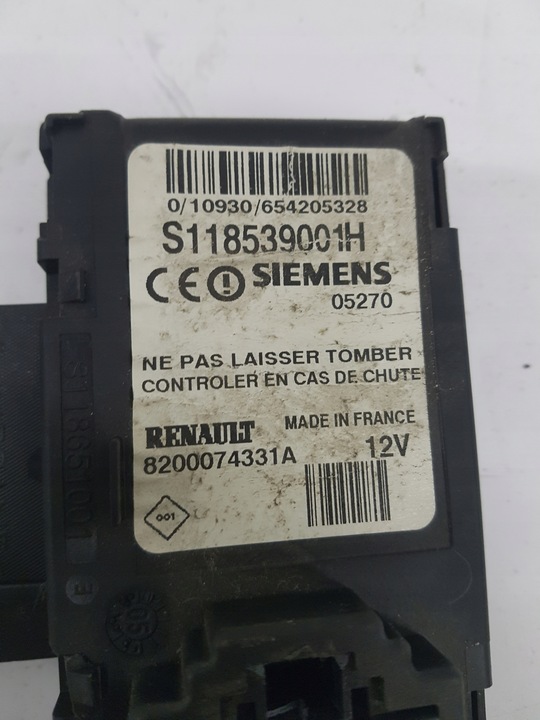 0/10930/654205328
S118539001H
CE SIEMENS
05270
NE PAS LAISSER TOMBER
CONTROLER EN CAS DE CHUTE
RENAULT MADE IN FRANCE
8200074331A 12V
001
E